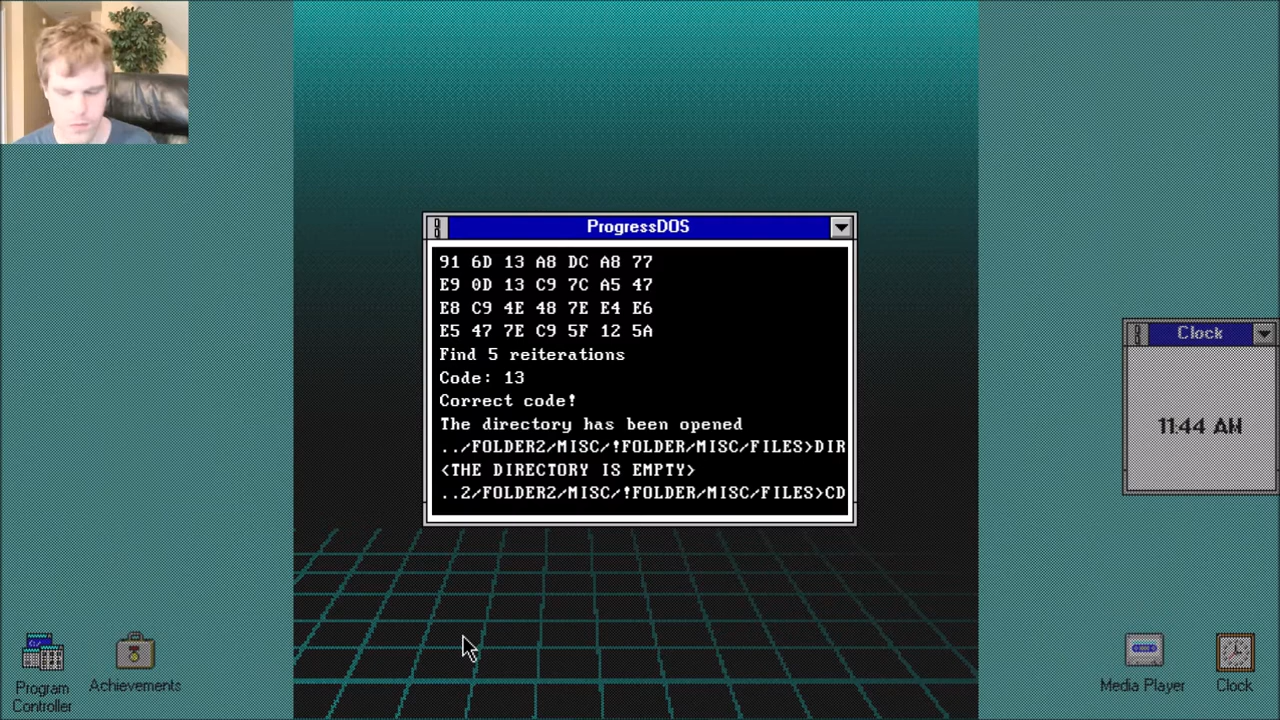 ProgressDOS
91 6D 13 A8 DC A8 77
E9 0D 13 C9 7C A5 47
E8 C9 4E 48 7E E4 E6
E5 47 7E C9 5F 12 5A
Find 5 reiterations
Code: 13
Correct code!
The directory has been opened
../FOLDER2/MISC/!FOLDER/MISC/FILES>DIR
<THE DIRECTORY IS EMPTY>
..2/FOLDER2/MISC/!FOLDER/MISC/FILES>CD
Clock
11:44 AM
Program
Controller
Achievements
Media Player
Clock